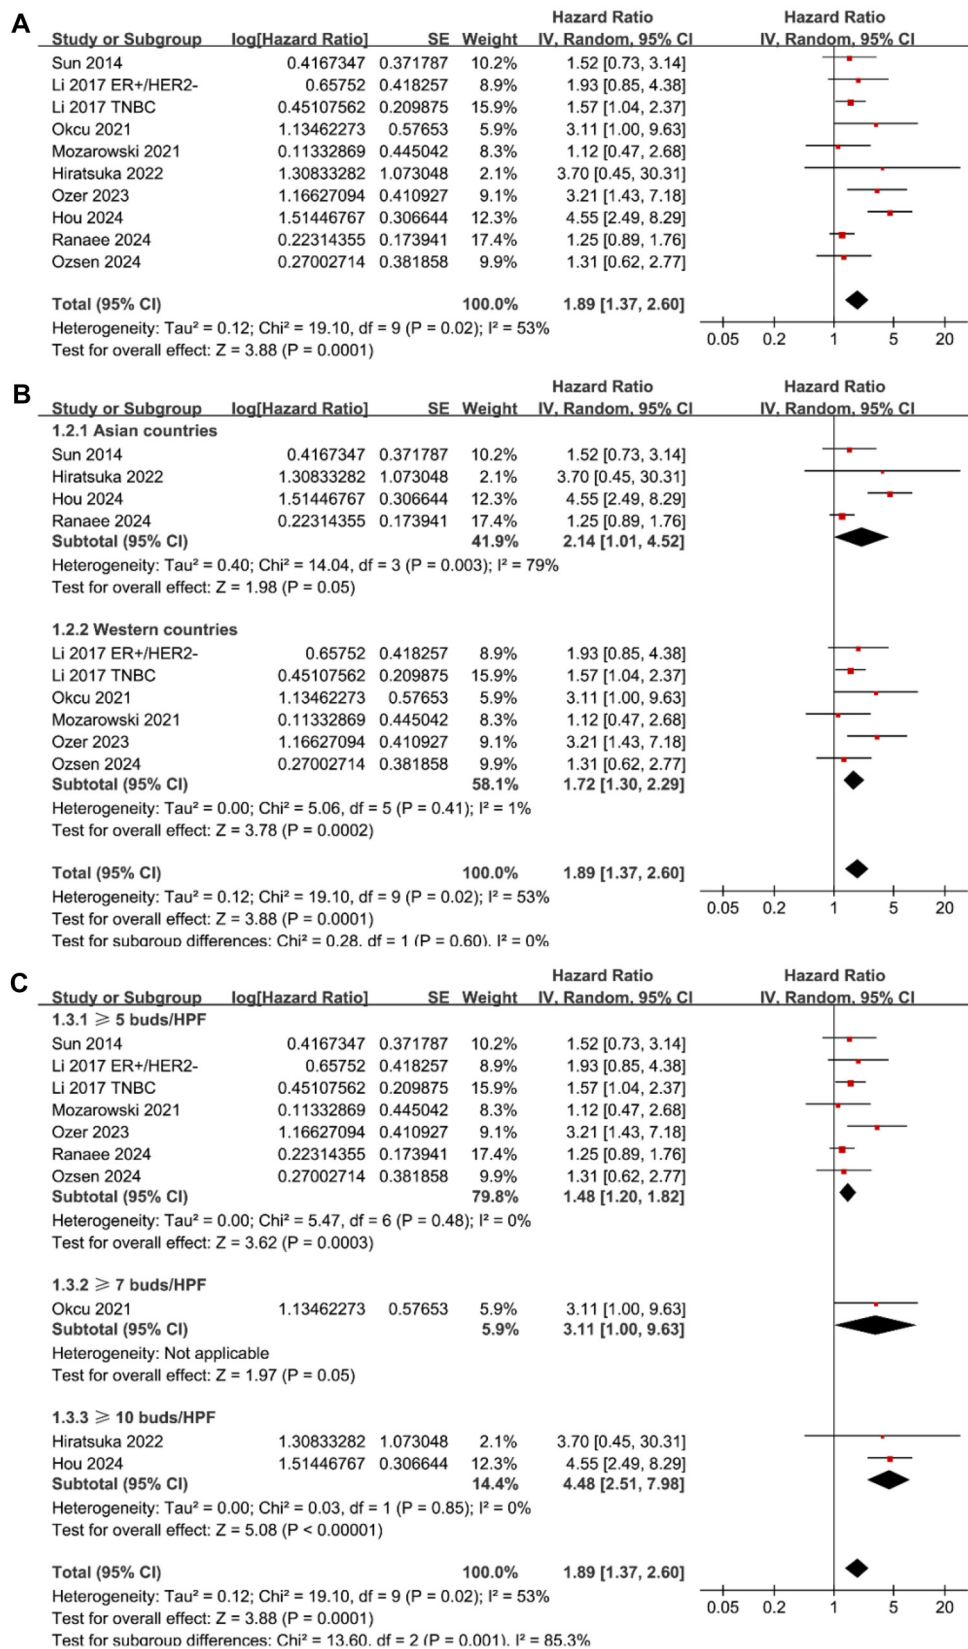 A
Hazard Ratio Hazard Ratio
Study or Subgroup log[Hazard Ratio] SE Weight IV, Random, 95% CI IV, Random, 95% CI
Sun 2014 0.4167347 0.371787 10.2% 1.52 [0.73, 3.14]
Li 2017 ER+/HER2- 0.65752 0.418257 8.9% 1.93 [0.85, 4.38]
Li 2017 TNBC 0.45107562 0.209875 15.9% 1.57 [1.04, 2.37]
Okcu 2021 1.13462273 0.57653 5.9% 3.11 [1.00, 9.63]
Mozarowski 2021 0.11332869 0.445042 8.3% 1.12 [0.47, 2.68]
Hiratsuka 2022 1.30833282 1.073048 2.1% 3.70 [0.45, 30.31]
Ozer 2023 1.16627094 0.410927 9.1% 3.21 [1.43, 7.18]
Hou 2024 1.51446767 0.306644 12.3% 4.55 [2.49, 8.29]
Ranaee 2024 0.22314355 0.173941 17.4% 1.25 [0.89, 1.76]
Ozsen 2024 0.27002714 0.381858 9.9% 1.31 [0.62, 2.77]
Total (95% CI) 100.0% 1.89 [1.37, 2.60]
Heterogeneity: Tau² = 0.12; Chi² = 19.10, df = 9 (P = 0.02); I² = 53%
Test for overall effect: Z = 3.88 (P = 0.0001)
0.05 0.2 1 5 20
B
Hazard Ratio Hazard Ratio
Study or Subgroup log[Hazard Ratio] SE Weight IV, Random, 95% CI IV, Random, 95% CI
1.2.1 Asian countries
Sun 2014 0.4167347 0.371787 10.2% 1.52 [0.73, 3.14]
Hiratsuka 2022 1.30833282 1.073048 2.1% 3.70 [0.45, 30.31]
Hou 2024 1.51446767 0.306644 12.3% 4.55 [2.49, 8.29]
Ranaee 2024 0.22314355 0.173941 17.4% 1.25 [0.89, 1.76]
Subtotal (95% CI) 41.9% 2.14 [1.01, 4.52]
Heterogeneity: Tau² = 0.40; Chi² = 14.04, df = 3 (P = 0.003); I² = 79%
Test for overall effect: Z = 1.98 (P = 0.05)
1.2.2 Western countries
Li 2017 ER+/HER2- 0.65752 0.418257 8.9% 1.93 [0.85, 4.38]
Li 2017 TNBC 0.45107562 0.209875 15.9% 1.57 [1.04, 2.37]
Okcu 2021 1.13462273 0.57653 5.9% 3.11 [1.00, 9.63]
Mozarowski 2021 0.11332869 0.445042 8.3% 1.12 [0.47, 2.68]
Ozer 2023 1.16627094 0.410927 9.1% 3.21 [1.43, 7.18]
Ozsen 2024 0.27002714 0.381858 9.9% 1.31 [0.62, 2.77]
Subtotal (95% CI) 58.1% 1.72 [1.30, 2.29]
Heterogeneity: Tau² = 0.00; Chi² = 5.06, df = 5 (P = 0.41); I² = 1%
Test for overall effect: Z = 3.78 (P = 0.0002)
Total (95% CI) 100.0% 1.89 [1.37, 2.60]
Heterogeneity: Tau² = 0.12; Chi² = 19.10, df = 9 (P = 0.02); I² = 53%
Test for overall effect: Z = 3.88 (P = 0.0001)
0.05 0.2 1 5 20
Test for subgroup differences: Chi² = 0.28, df = 1 (P = 0.60), I² = 0%
C
Hazard Ratio Hazard Ratio
Study or Subgroup log[Hazard Ratio] SE Weight IV, Random, 95% CI IV, Random, 95% CI
1.3.1 ⩾ 5 buds/HPF
Sun 2014 0.4167347 0.371787 10.2% 1.52 [0.73, 3.14]
Li 2017 ER+/HER2- 0.65752 0.418257 8.9% 1.93 [0.85, 4.38]
Li 2017 TNBC 0.45107562 0.209875 15.9% 1.57 [1.04, 2.37]
Mozarowski 2021 0.11332869 0.445042 8.3% 1.12 [0.47, 2.68]
Ozer 2023 1.16627094 0.410927 9.1% 3.21 [1.43, 7.18]
Ranaee 2024 0.22314355 0.173941 17.4% 1.25 [0.89, 1.76]
Ozsen 2024 0.27002714 0.381858 9.9% 1.31 [0.62, 2.77]
Subtotal (95% CI) 79.8% 1.48 [1.20, 1.82]
Heterogeneity: Tau² = 0.00; Chi² = 5.47, df = 6 (P = 0.48); I² = 0%
Test for overall effect: Z = 3.62 (P = 0.0003)
1.3.2 ⩾ 7 buds/HPF
Okcu 2021 1.13462273 0.57653 5.9% 3.11 [1.00, 9.63]
Subtotal (95% CI) 5.9% 3.11 [1.00, 9.63]
Heterogeneity: Not applicable
Test for overall effect: Z = 1.97 (P = 0.05)
1.3.3 ⩾ 10 buds/HPF
Hiratsuka 2022 1.30833282 1.073048 2.1% 3.70 [0.45, 30.31]
Hou 2024 1.51446767 0.306644 12.3% 4.55 [2.49, 8.29]
Subtotal (95% CI) 14.4% 4.48 [2.51, 7.98]
Heterogeneity: Tau² = 0.00; Chi² = 0.03, df = 1 (P = 0.85); I² = 0%
Test for overall effect: Z = 5.08 (P < 0.00001)
Total (95% CI) 100.0% 1.89 [1.37, 2.60]
Heterogeneity: Tau² = 0.12; Chi² = 19.10, df = 9 (P = 0.02); I² = 53%
Test for overall effect: Z = 3.88 (P = 0.0001)
0.05 0.2 1 5 20
Test for subgroup differences: Chi² = 13.60, df = 2 (P = 0.001), I² = 85.3%